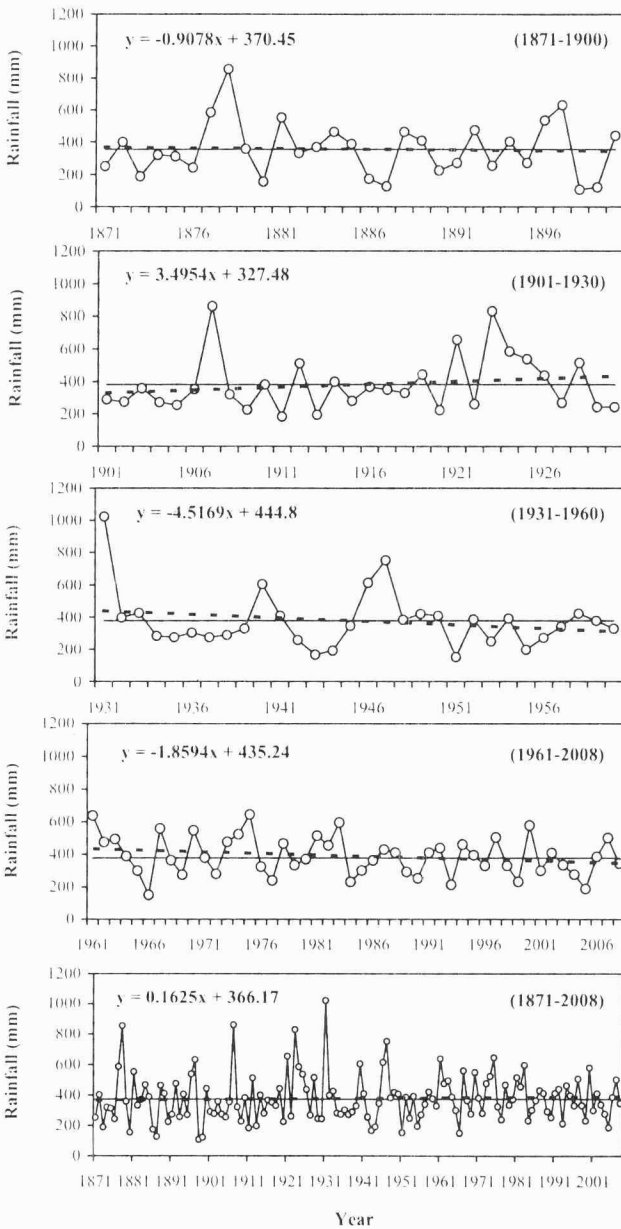 1200
y = -0.9078x + 370.45 (1871-1900)
1000
800
600
400
200
0
Rainfall (mm)
1871 1876 1881 1886 1891 1896
1200
y = 3.4954x + 327.48 (1901-1930)
1000
800
600
400
200
0
Rainfall (mm)
1901 1906 1911 1916 1921 1926
1200
y = -4.5169x + 444.8 (1931-1960)
1000
800
600
400
200
0
Rainfall (mm)
1931 1936 1941 1946 1951 1956
1200
y = -1.8594x + 435.24 (1961-2008)
1000
800
600
400
200
0
Rainfall (mm)
1961 1966 1971 1976 1981 1986 1991 1996 2001 2006
1200
y = 0.1625x + 366.17 (1871-2008)
1000
800
600
400
200
0
Rainfall (mm)
1871 1881 1891 1901 1911 1921 1931 1941 1951 1961 1971 1981 1991 2001
Year